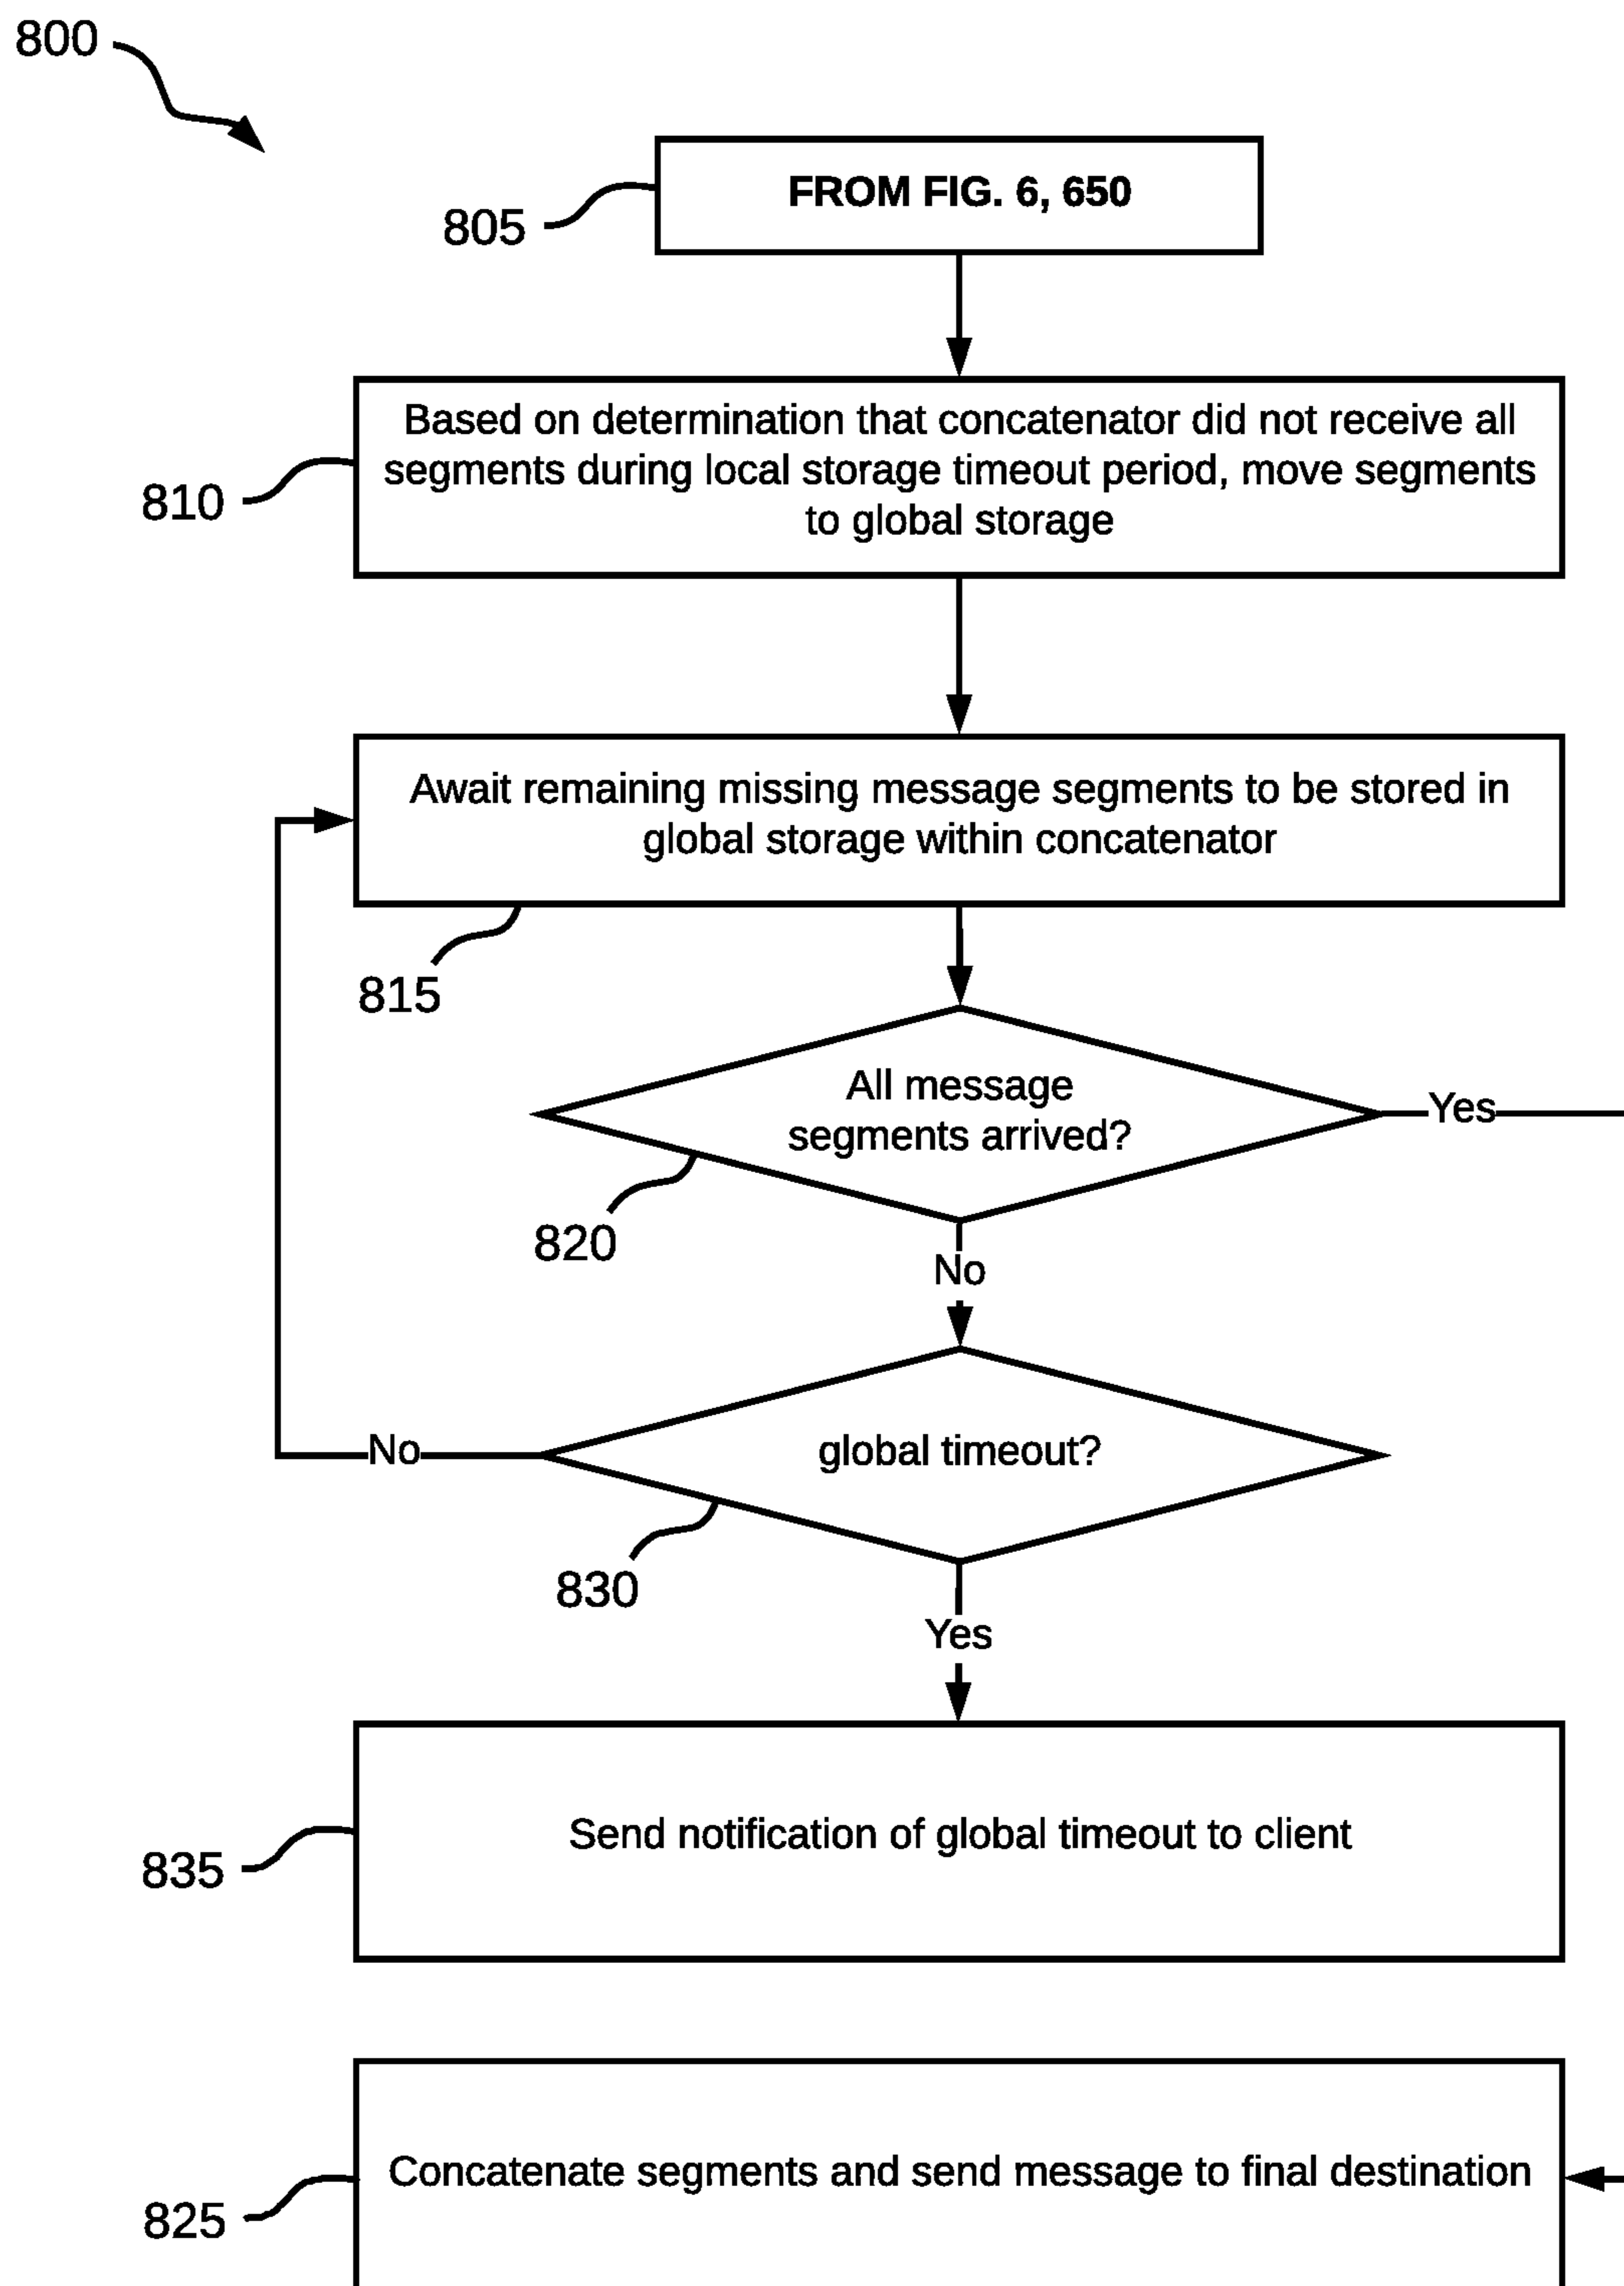 800
FROM FIG. 6, 650
805
Based on determination that concatenator did not receive all
segments during local storage timeout period, move segments
to global storage
810
Await remaining missing message segments to be stored in
global storage within concatenator
815
All message
segments arrived?
Yes
820
No
global timeout?
No
830
Yes
Send notification of global timeout to client
835
Concatenate segments and send message to final destination
825